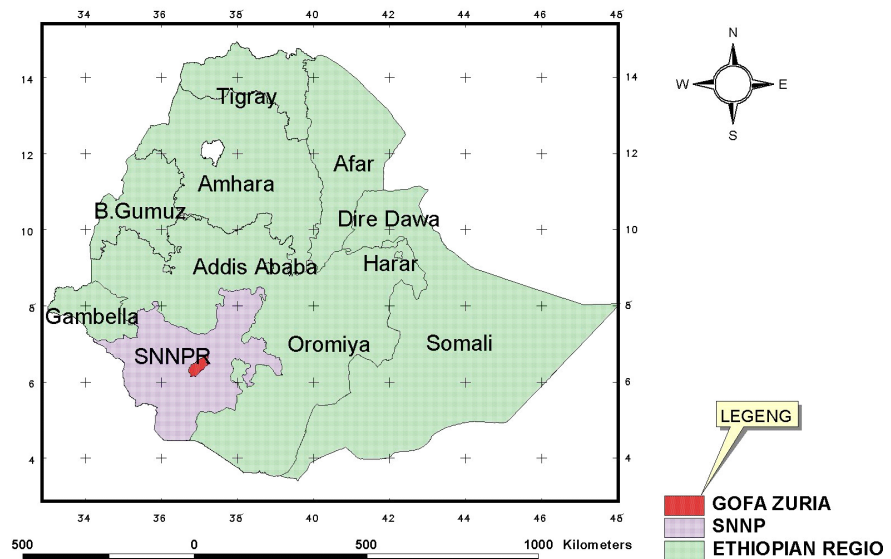 34 36 38 40 42 44 46 48
N
W E
S
14 14
Tigray
12 12
Afar
Amhara
B.Gumuz
Dire Dawa
10 10
Addis Ababa
Harar
8 8
Gambella
Oromiya
Somali
SNNPR
6 6
LEGENG
4 4
34 36 38 40 42 44 46 48
GOFA ZURIA
SNNP
ETHIOPIAN REGIO
500 0 500 1000 Kilometers